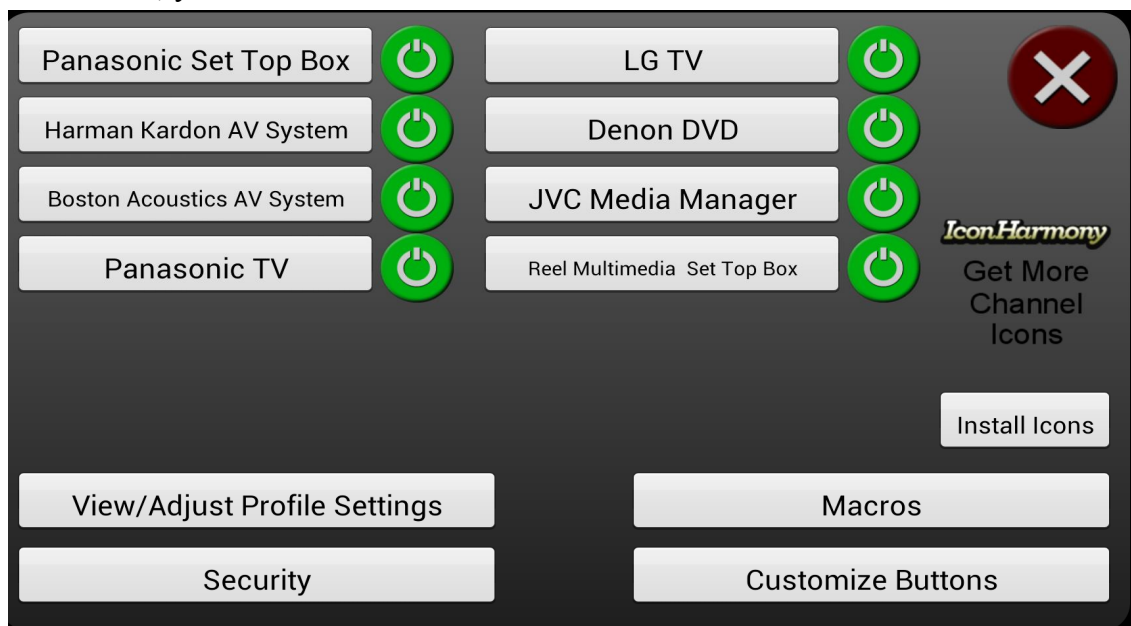 Panasonic Set Top Box
LG TV
Harman Kardon AV System
Denon DVD
Boston Acoustics AV System
JVC Media Manager
IconHarmony
Panasonic TV
Reel Multimedia  Set Top Box
Get More
Channel
Icons
Install Icons
View/Adjust Profile Settings
Macros
Security
Customize Buttons